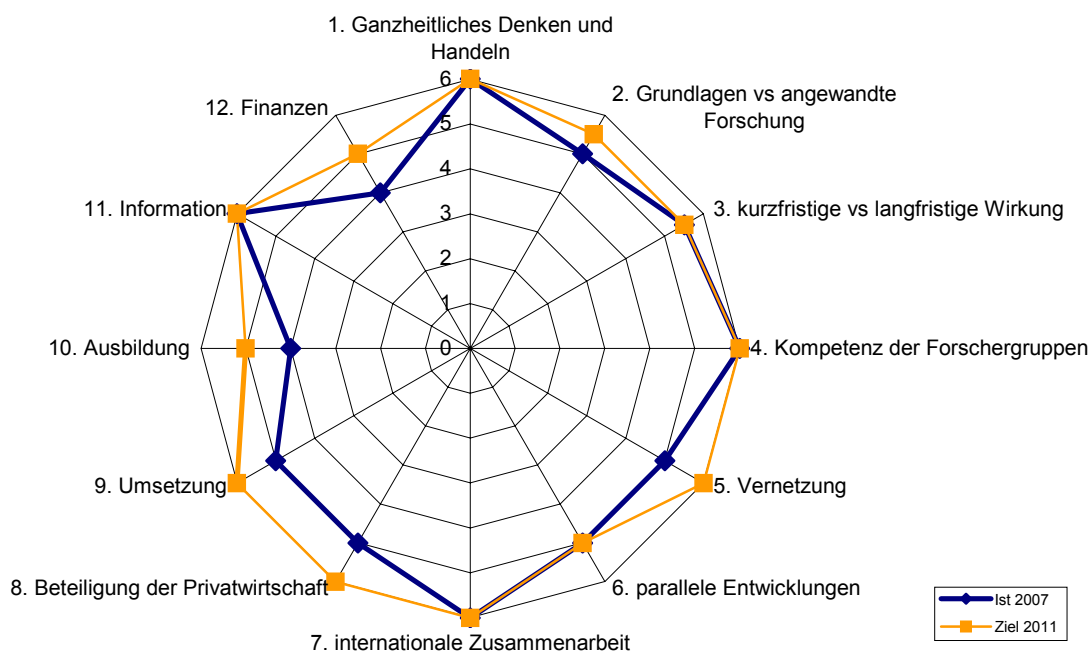 1. Ganzheitliches Denken und
Handeln
2. Grundlagen vs angewandte
Forschung
3. kurzfristige vs langfristige Wirkung
4. Kompetenz der Forschergruppen
5. Vernetzung
6. parallele Entwicklungen
7. internationale Zusammenarbeit
8. Beteiligung der Privatwirtschaft
9. Umsetzung
10. Ausbildung
11. Information
12. Finanzen
6
5
4
3
2
1
0
Ist 2007
Ziel 2011